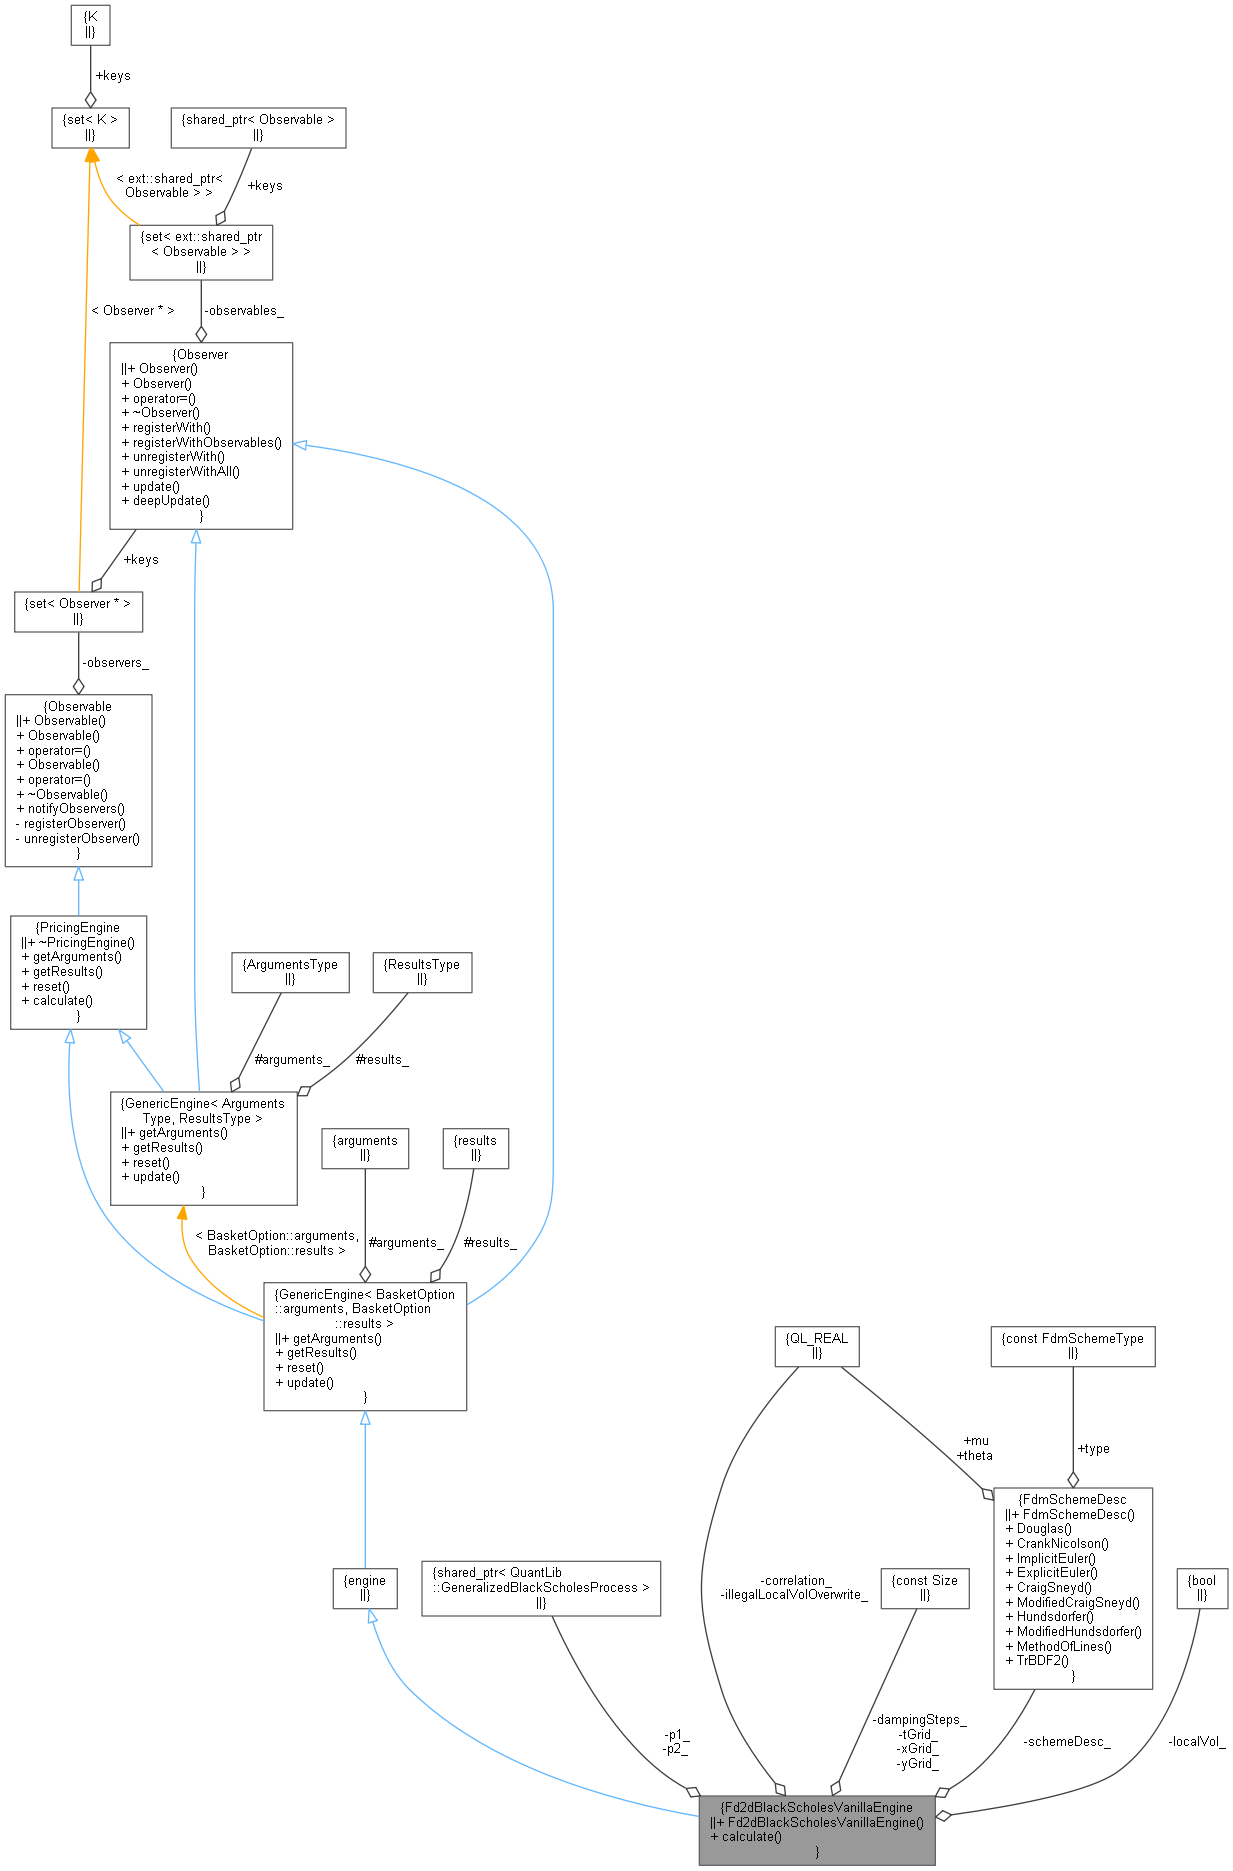 {K
||}
+keys
{set< K >
||}
{shared_ptr< Observable >
||}
< ext::shared_ptr<
Observable > >
+keys
{set< ext::shared_ptr
< Observable > >
||}
< Observer * >
-observables_
{Observer
||+ Observer()
+ Observer()
+ operator=()
+ ~Observer()
+ registerWith()
+ registerWithObservables()
+ unregisterWith()
+ unregisterWithAll()
+ update()
+ deepUpdate()
}
+keys
{set< Observer * >
||}
-observers_
{Observable
||+ Observable()
+ Observable()
+ operator=()
+ Observable()
+ operator=()
+ ~Observable()
+ notifyObservers()
- registerObserver()
- unregisterObserver()
}
{PricingEngine
||+ ~PricingEngine()
+ getArguments()
+ getResults()
+ reset()
+ calculate()
}
{ArgumentsType
||}
{ResultsType
||}
#arguments_
#results_
{GenericEngine< Arguments
Type, ResultsType >
||+ getArguments()
+ getResults()
+ reset()
+ update()
}
{arguments
||}
{results
||}
< BasketOption::arguments,
BasketOption::results >
#arguments_
#results_
{GenericEngine< BasketOption
::arguments, BasketOption
::results >
||+ getArguments()
+ getResults()
+ reset()
+ update()
}
{QL_REAL
||}
{const FdmSchemeType
||}
+mu
+theta
+type
{FdmSchemeDesc
||+ FdmSchemeDesc()
+ Douglas()
+ CrankNicolson()
+ ImplicitEuler()
+ ExplicitEuler()
+ CraigSneyd()
+ ModifiedCraigSneyd()
+ Hundsdorfer()
+ ModifiedHundsdorfer()
+ MethodOfLines()
+ TrBDF2()
}
{engine
||}
{shared_ptr< QuantLib
::GeneralizedBlackScholesProcess >
||}
-correlation_
-illegalLocalVolOverwrite_
{const Size
||}
{bool
||}
-p1_
-p2_
-dampingSteps_
-tGrid_
-xGrid_
-yGrid_
-schemeDesc_
-localVol_
{Fd2dBlackScholesVanillaEngine
||+ Fd2dBlackScholesVanillaEngine()
+ calculate()
}